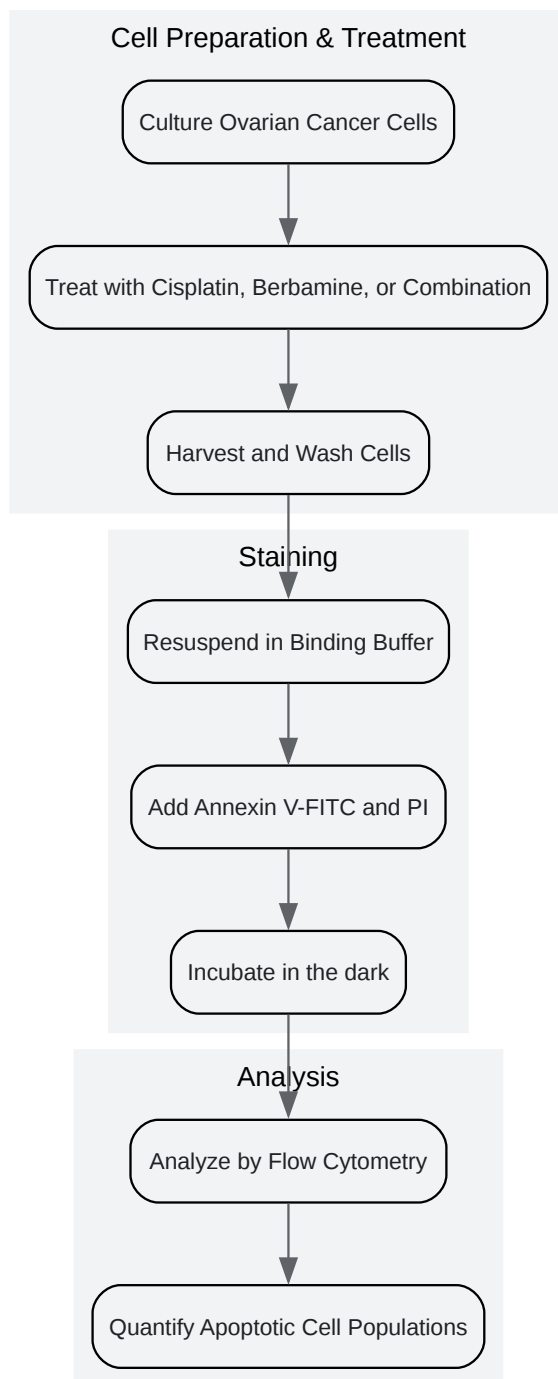 Cell Preparation & Treatment
Culture Ovarian Cancer Cells
Treat with Cisplatin, Berbamine, or Combination
Harvest and Wash Cells
Staining
Resuspend in Binding Buffer
Add Annexin V-FITC and PI
Incubate in the dark
Analysis
Analyze by Flow Cytometry
Quantify Apoptotic Cell Populations